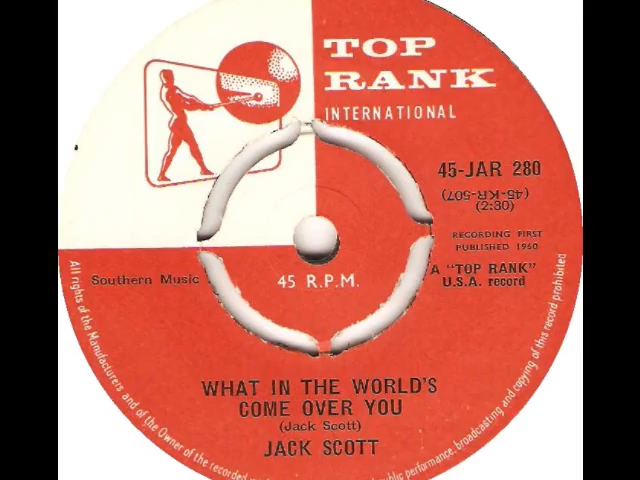 TOP
RANK
INTERNATIONAL
45-JAR 280
(45-KR-507)
(2:30)
RECORDING FIRST
PUBLISHED 1960
Southern Music
45 R.P.M.
A "TOP RANK"
U.S.A. record
WHAT IN THE WORLD'S
COME OVER YOU
(Jack Scott)
JACK SCOTT
All rights of the Manufacturers and of the Owner of the recorded
public performance, broadcasting and copying of this record prohibited